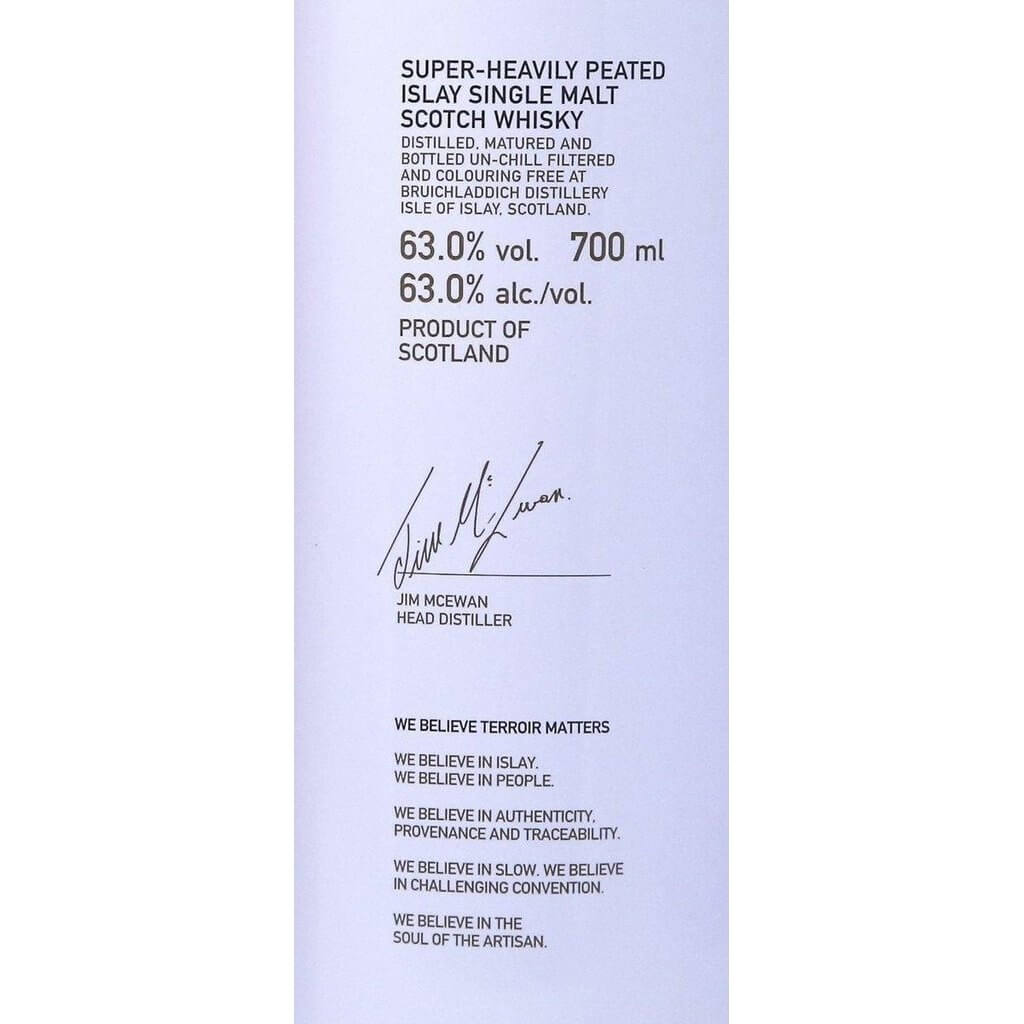 SUPER-HEAVILY PEATED
ISLAY SINGLE MALT
SCOTCH WHISKY
DISTILLED, MATURED AND
BOTTLED UN-CHILL FILTERED
AND COLOURING FREE AT
BRUICHLADDICH DISTILLERY
ISLE OF ISLAY, SCOTLAND.
63.0% vol. 700 ml
63.0% alc./vol.
PRODUCT OF
SCOTLAND
Jim McEwan.
JIM MCEWAN
HEAD DISTILLER
WE BELIEVE TERROIR MATTERS
WE BELIEVE IN ISLAY.
WE BELIEVE IN PEOPLE.
WE BELIEVE IN AUTHENTICITY,
PROVENANCE AND TRACEABILITY.
WE BELIEVE IN SLOW. WE BELIEVE
IN CHALLENGING CONVENTION.
WE BELIEVE IN THE
SOUL OF THE ARTISAN.